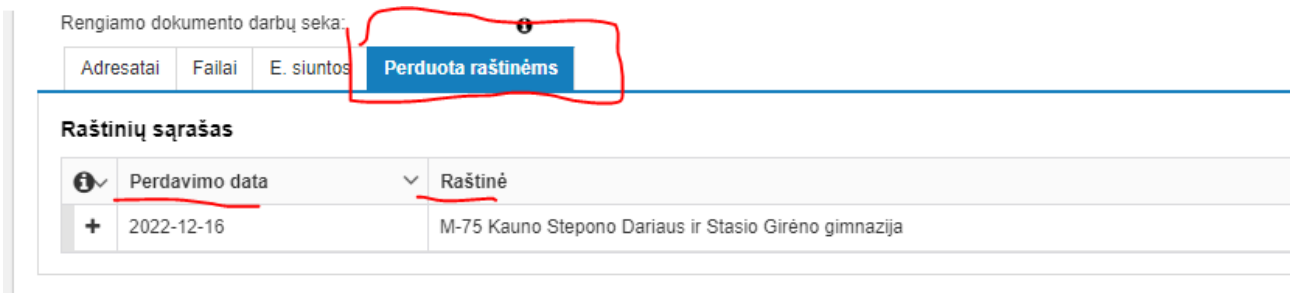 Rengiamo dokumento darbų seka:
Adresatai Failai E. siuntos Perduota raštinėms
Raštinių sąrašas
Perdavimo data Raštinė
2022-12-16 M-75 Kauno Stepono Dariaus ir Stasio Girėno gimnazija